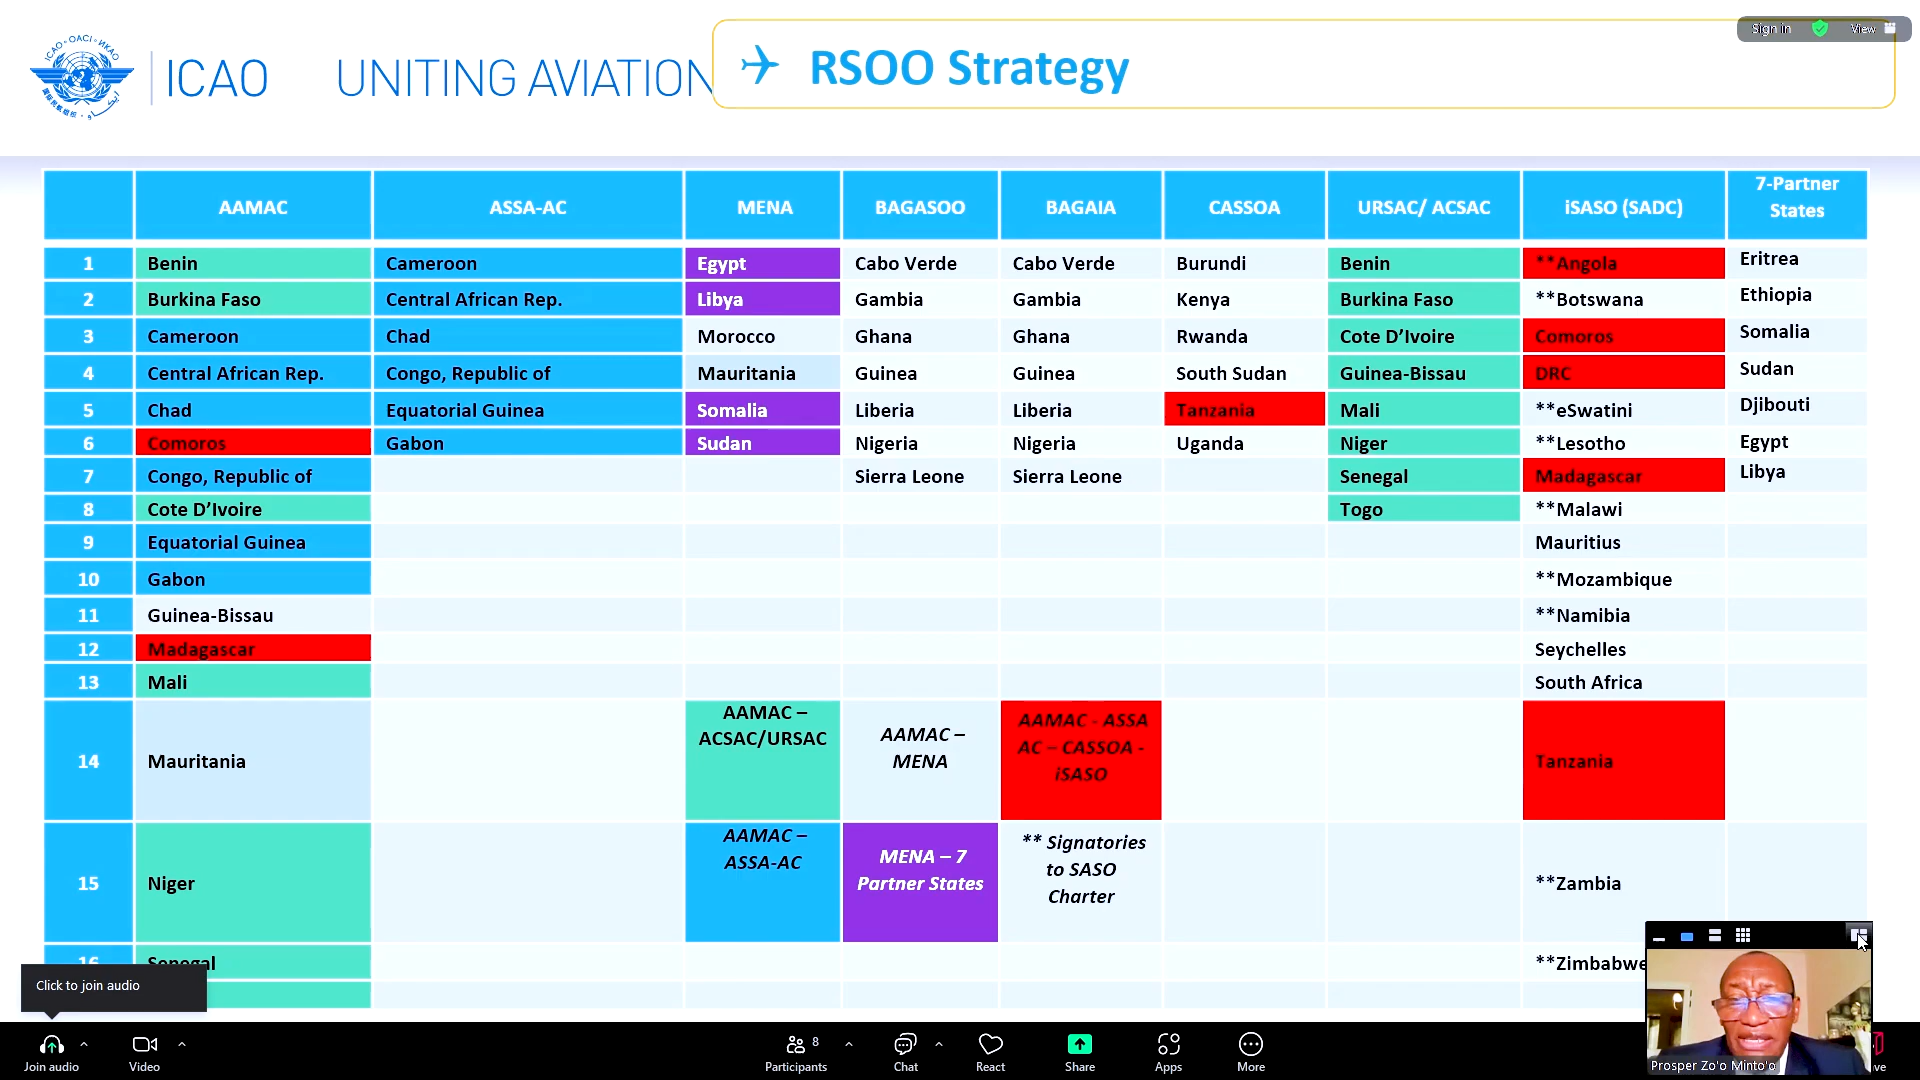 ICAO
UNITING AVIATION
RSOO Strategy
Sign in
View
AAMAC ASSA-AC MENA BAGASOO BAGAIA CASSOA URSAC/ ACSAC iSASO (SADC) 7-Partner States
1 Benin Cameroon Egypt Cabo Verde Cabo Verde Burundi Benin **Angola Eritrea
2 Burkina Faso Central African Rep. Libya Gambia Gambia Kenya Burkina Faso **Botswana Ethiopia
3 Cameroon Chad Morocco Ghana Ghana Rwanda Cote D'Ivoire Comoros Somalia
4 Central African Rep. Congo, Republic of Mauritania Guinea Guinea South Sudan Guinea-Bissau DRC Sudan
5 Chad Equatorial Guinea Somalia Liberia Liberia Tanzania Mali **eSwatini Djibouti
6 Comoros Gabon Sudan Nigeria Nigeria Uganda Niger **Lesotho Egypt
7 Congo, Republic of Sierra Leone Sierra Leone Senegal Madagascar Libya
8 Cote D'Ivoire Togo **Malawi
9 Equatorial Guinea Mauritius
10 Gabon **Mozambique
11 Guinea-Bissau **Namibia
12 Madagascar Seychelles
13 Mali South Africa
14 Mauritania AAMAC – ACSAC/URSAC AAMAC – MENA AAMAC - ASSA AC – CASSOA - iSASO Tanzania
15 Niger AAMAC – ASSA-AC MENA – 7 Partner States ** Signatories to SASO Charter **Zambia
16 Senegal **Zimbabwe
Click to join audio
Prosper Zo'o Minto'o
Join audio Video Participants 8 Chat React Share Apps More